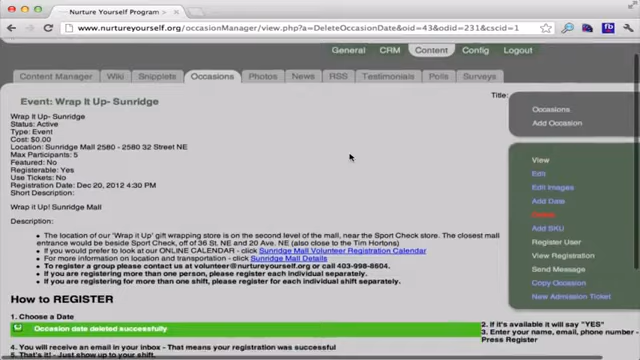 Nurture Yourself Program
www.nurtureyourself.org/occasionManager/view.php?a=DeleteOccasionDate&oid=43&odid=231&cscid=1
General CRM Content Config Logout
Content Manager Wiki Snipplets Occasions Photos News RSS Testimonials Polls Surveys
Title:
Event: Wrap It Up- Sunridge
Wrap It Up- Sunridge
Status: Active
Type: Event
Cost: $0.00
Location: Sunridge Mall 2580 - 2580 32 Street NE
Max Participants: 5
Featured: No
Registerable: Yes
Use Tickets: No
Registration Date: Dec 20, 2012 4:30 PM
Short Description:
Wrap it up! Sunridge Mall
Description:
The location of our 'Wrap it Up' gift wrapping store is on the second level of the mall, near the Sport Check store. The closest mall
entrance would be beside Sport Check, off of 36 St, NE and 20 Ave. NE (also close to the Tim Hortons)
If you would prefer to look at our ONLINE CALENDAR - click Sunridge Mall Volunteer Registration Calendar
For more information on location and transportation - click Sunridge Mall Details
To register a group please contact us at volunteer@nurtureyourself.org or call 403-998-8604.
If you are registering more than one person, please register each individual separately.
If you are registering for more than one shift, please register for each individual shift separately.
How to REGISTER
1. Choose a Date
Occasion date deleted successfully
2. If it's available it will say "YES"
3. Enter your name, email, phone number -
Press Register
4. You will receive an email in your inbox - That means your registration was successful
5. That's it! - Just show up to your shift.
Occasions
Add Occasion
View
Edit
Edit Images
Add Date
Delete
Add SKU
Register User
View Registration
Send Message
Copy Occasion
New Admission Ticket